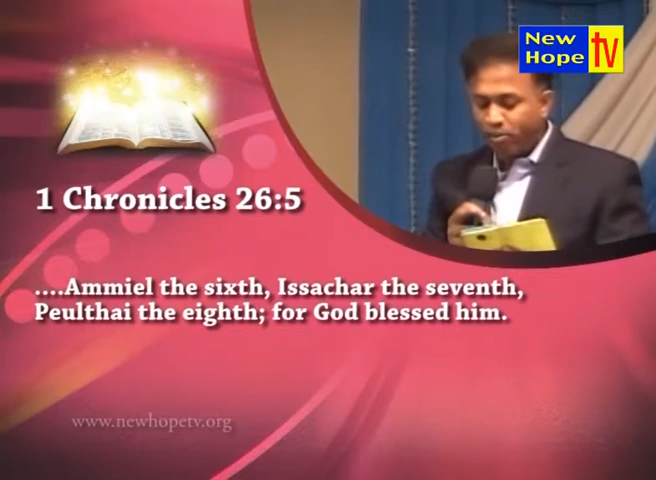 New
Hope
tv
1 Chronicles 26:5
....Ammiel the sixth, Issachar the seventh,
Peulthai the eighth; for God blessed him.
www.newhopetv.org